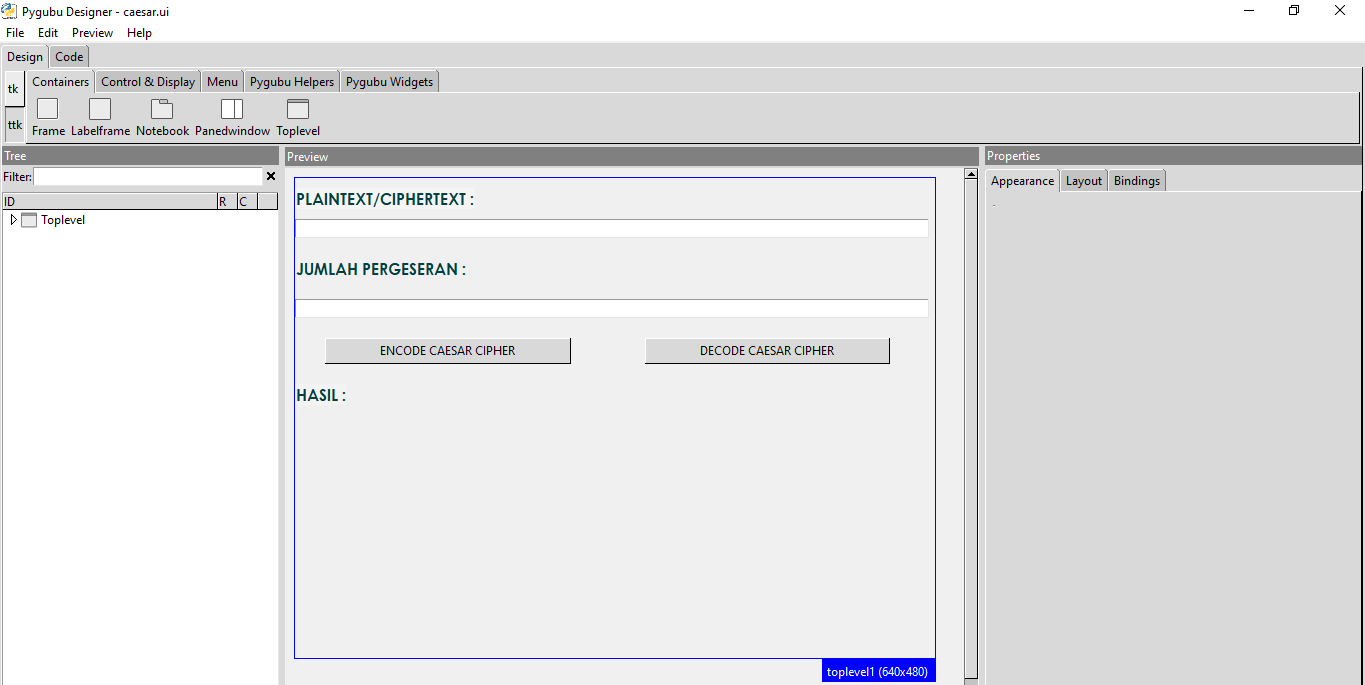 Pygubu Designer - caesar.ui
File Edit Preview Help
Design Code
tk
ttk
Containers Control & Display Menu Pygubu Helpers Pygubu Widgets
Frame Labelframe Notebook Panedwindow Toplevel
Tree
Filter:
ID R C
Toplevel
Preview
PLAINTEXT/CIPHERTEXT :
JUMLAH PERGESERAN :
ENCODE CAESAR CIPHER DECODE CAESAR CIPHER
HASIL :
toplevel1 (640x480)
Properties
Appearance Layout Bindings